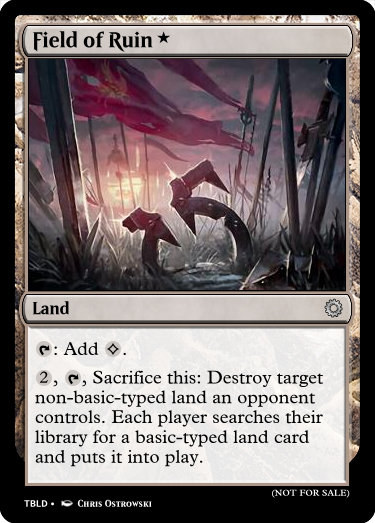 Field of Ruin ★
Land
: Add .
2, , Sacrifice this: Destroy target
non-basic-typed land an opponent
controls. Each player searches their
library for a basic-typed land card
and puts it into play.
TBLD • Chris Ostrowski
(NOT FOR SALE)